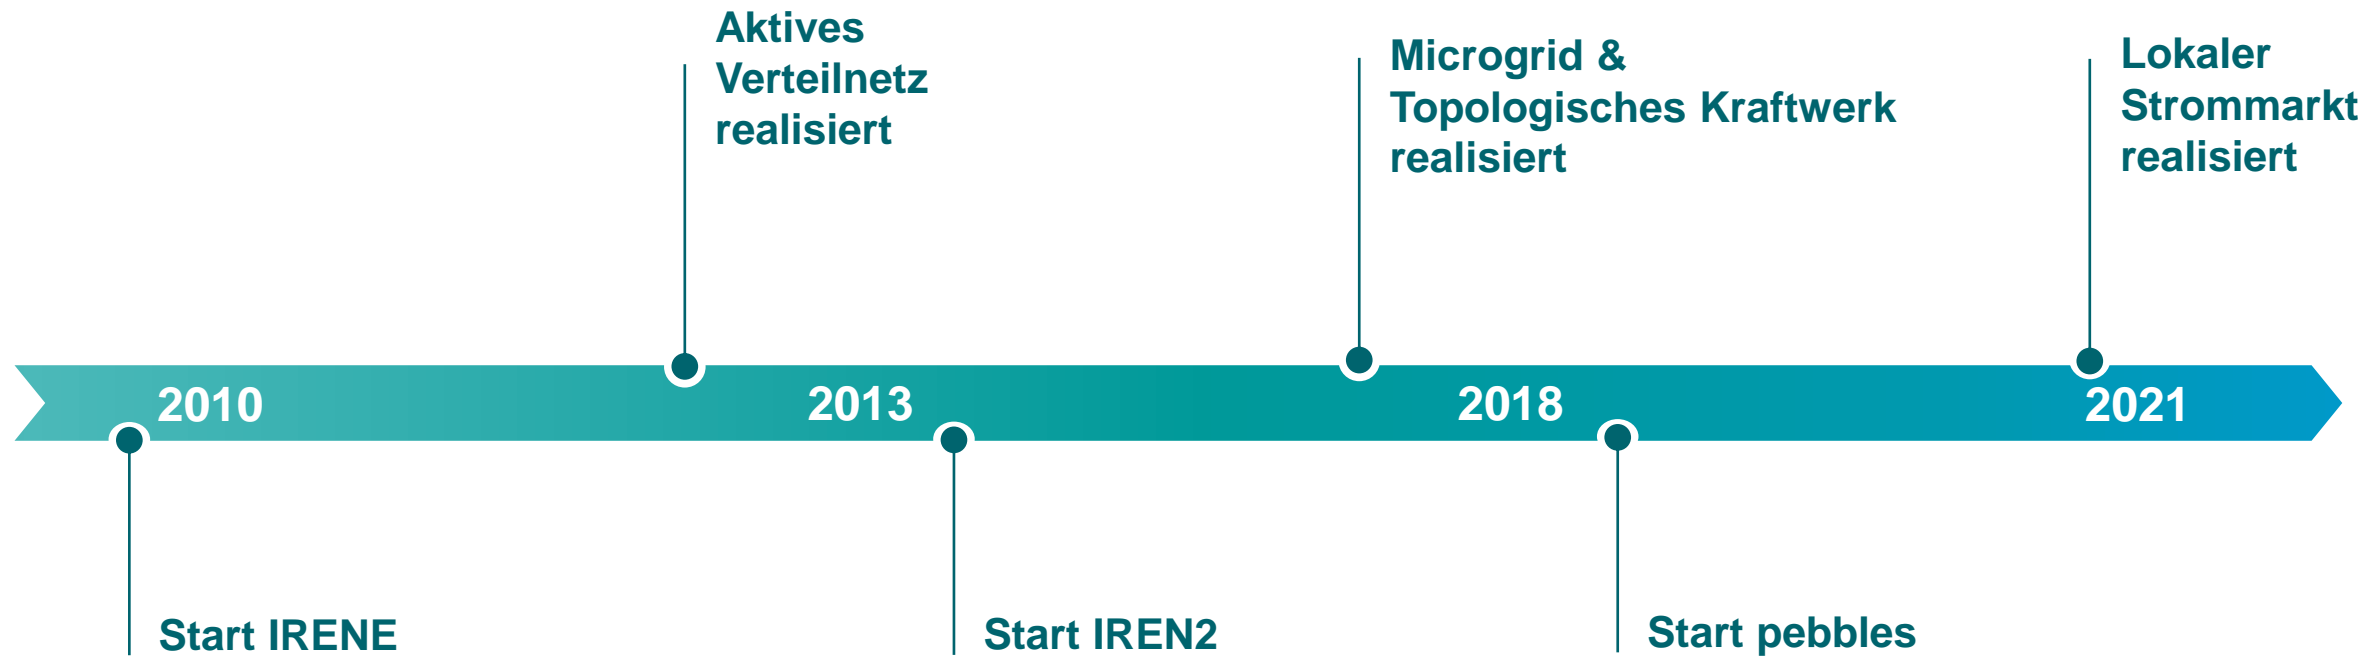 Aktives
Verteilnetz
realisiert
Microgrid &
Topologisches Kraftwerk
realisiert
Lokaler
Strommarkt
realisiert
2010
2013
2018
2021
Start IRENE
Start IREN2
Start pebbles